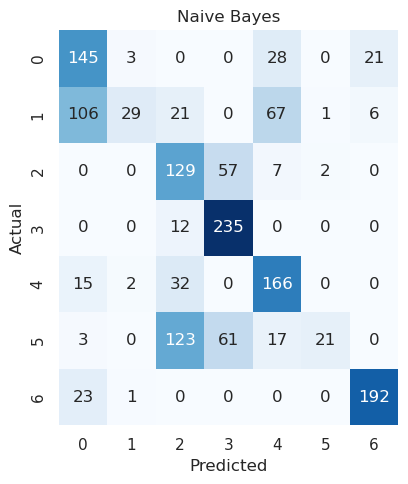 Naive Bayes
0 145 3 0 0 28 0 21
1 106 29 21 0 67 1 6
2 0 0 129 57 7 2 0
3 0 0 12 235 0 0 0
4 15 2 32 0 166 0 0
5 3 0 123 61 17 21 0
6 23 1 0 0 0 0 192
0 1 2 3 4 5 6
Predicted
Actual